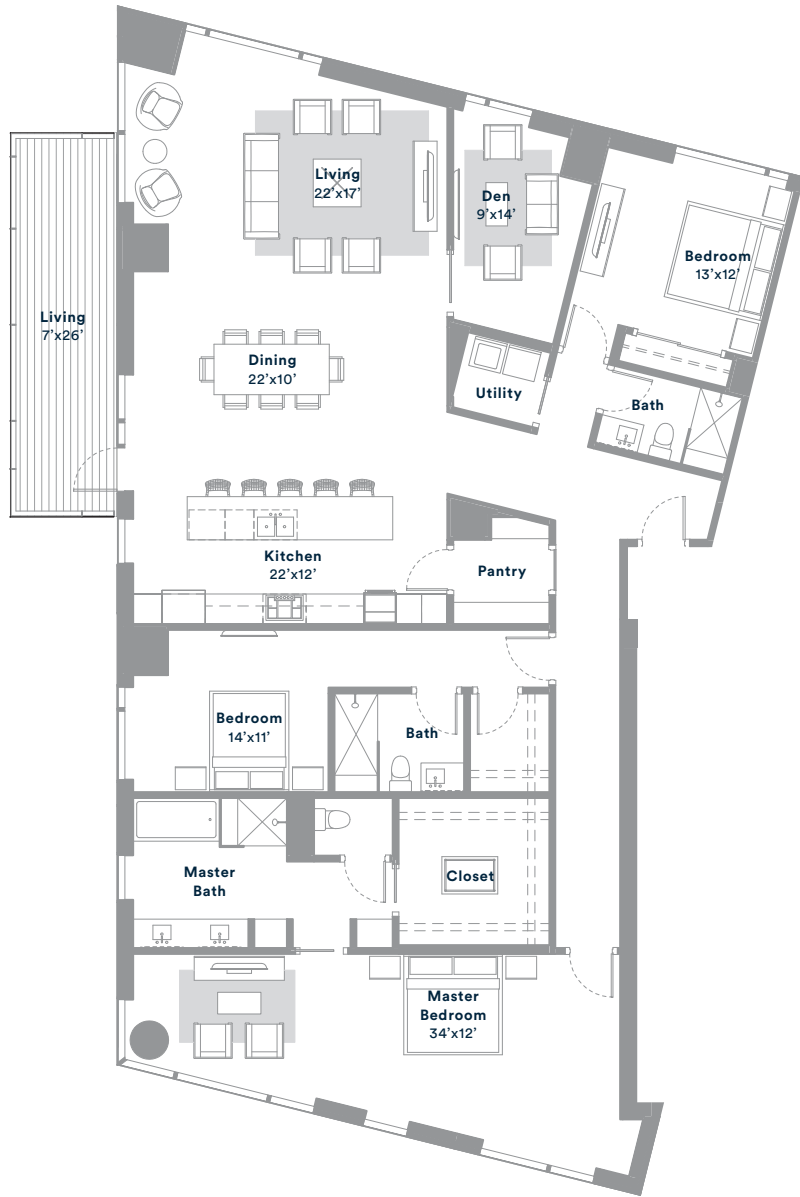 Living
22’x17’
Den
9’x14’
Bedroom
13’x12’
Living
7’x26’
Dining
22’x10’
Utility
Bath
Kitchen
22’x12’
Pantry
Bedroom
14’x11’
Bath
Master
Bath
Closet
Master
Bedroom
34’x12’